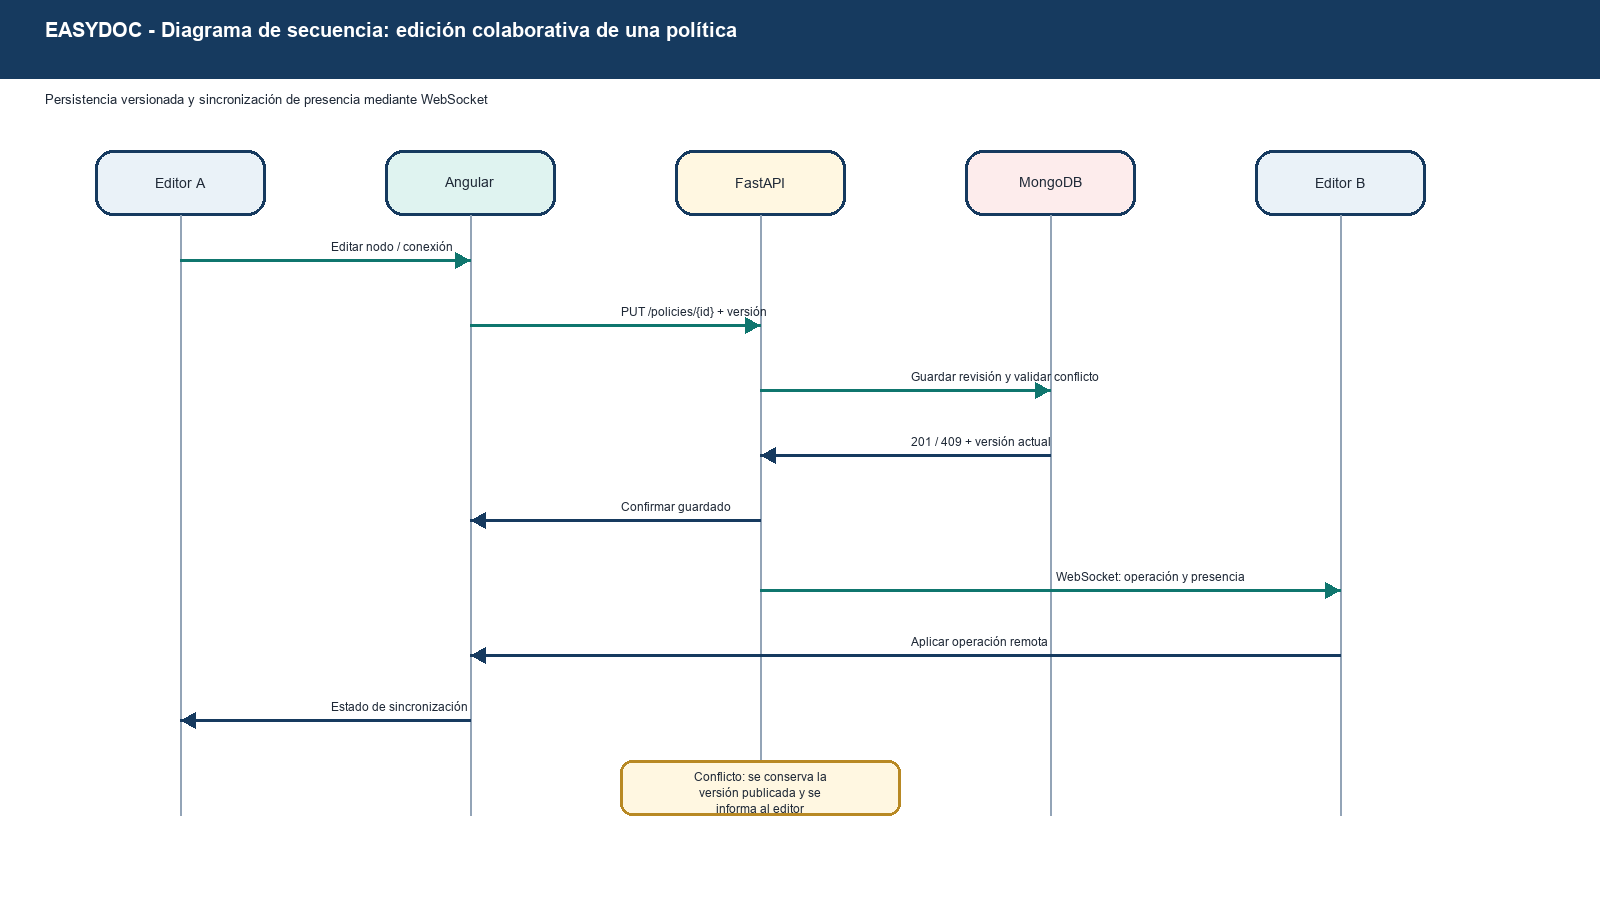 EASYDOC - Diagrama de secuencia: edición colaborativa de una política
Persistencia versionada y sincronización de presencia mediante WebSocket
Editor A
Angular
FastAPI
MongoDB
Editor B
Editar nodo / conexión
PUT /policies/{id} + versión
Guardar revisión y validar conflicto
201 / 409 + versión actual
Confirmar guardado
WebSocket: operación y presencia
Aplicar operación remota
Estado de sincronización
Conflicto: se conserva la
versión publicada y se
informa al editor